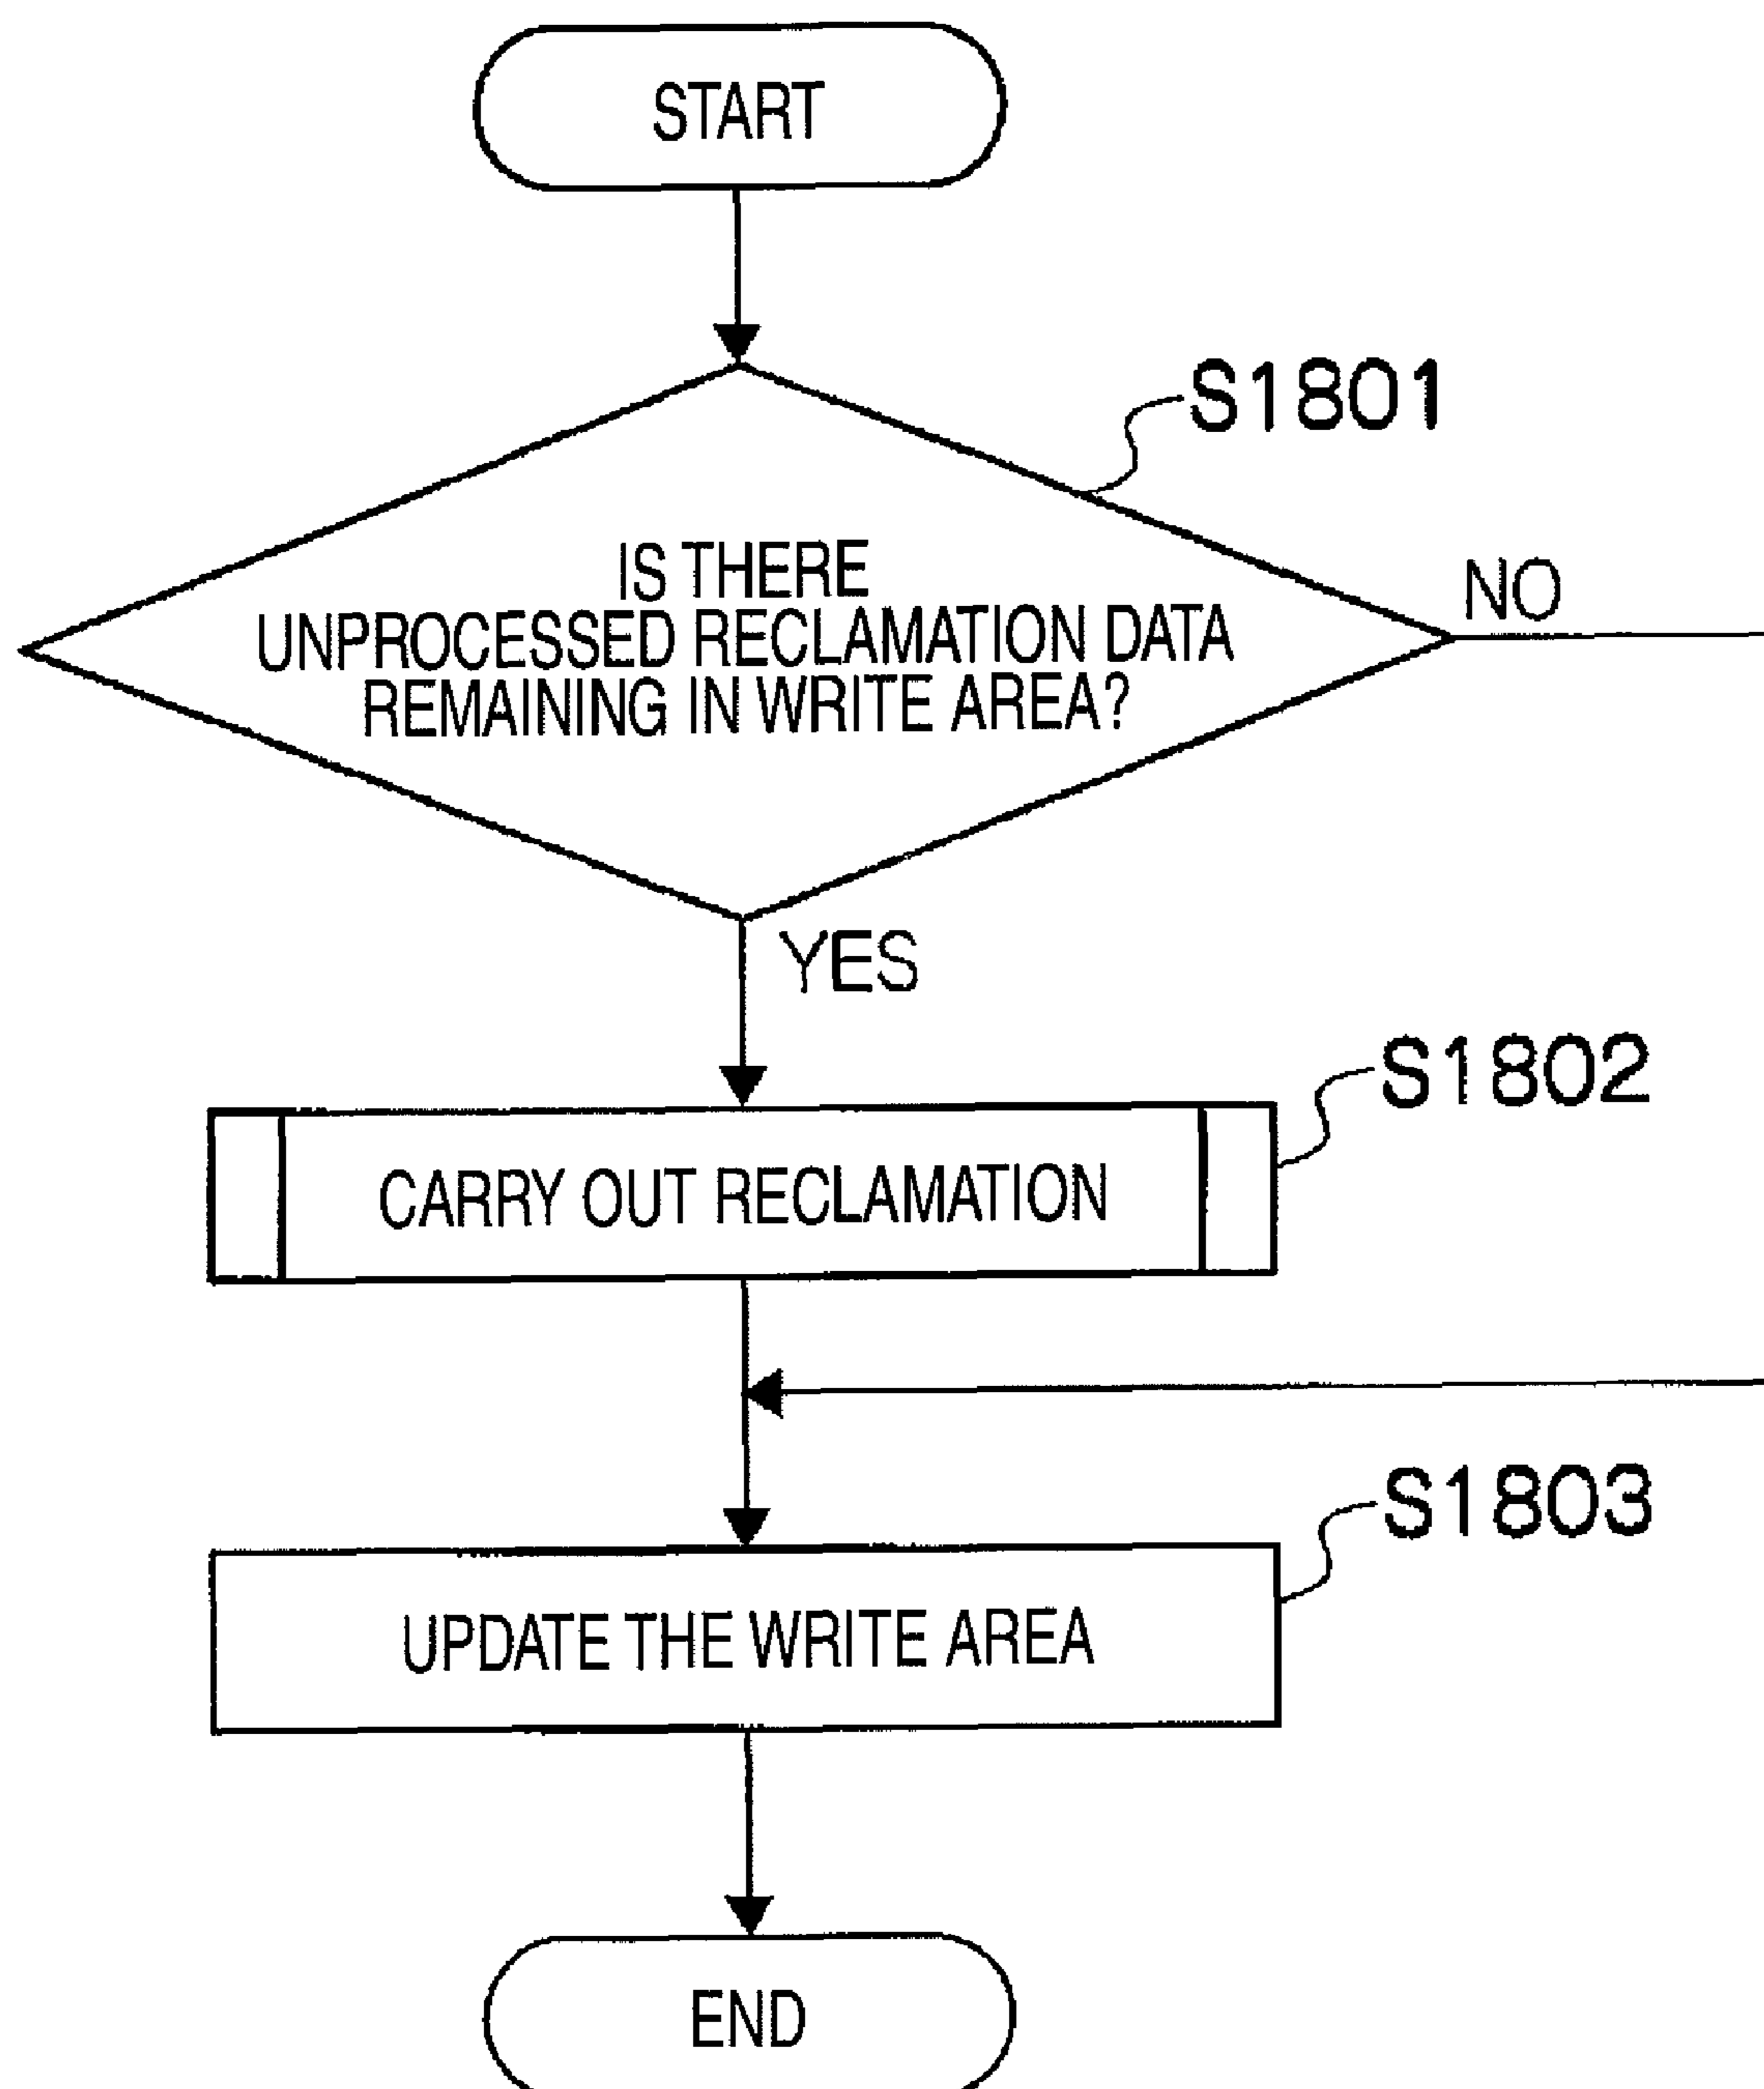 START
S1801
IS THERE
UNPROCESSED RECLAMATION DATA
REMAINING IN WRITE AREA?
NO
YES
S1802
CARRY OUT RECLAMATION
S1803
UPDATE THE WRITE AREA
END